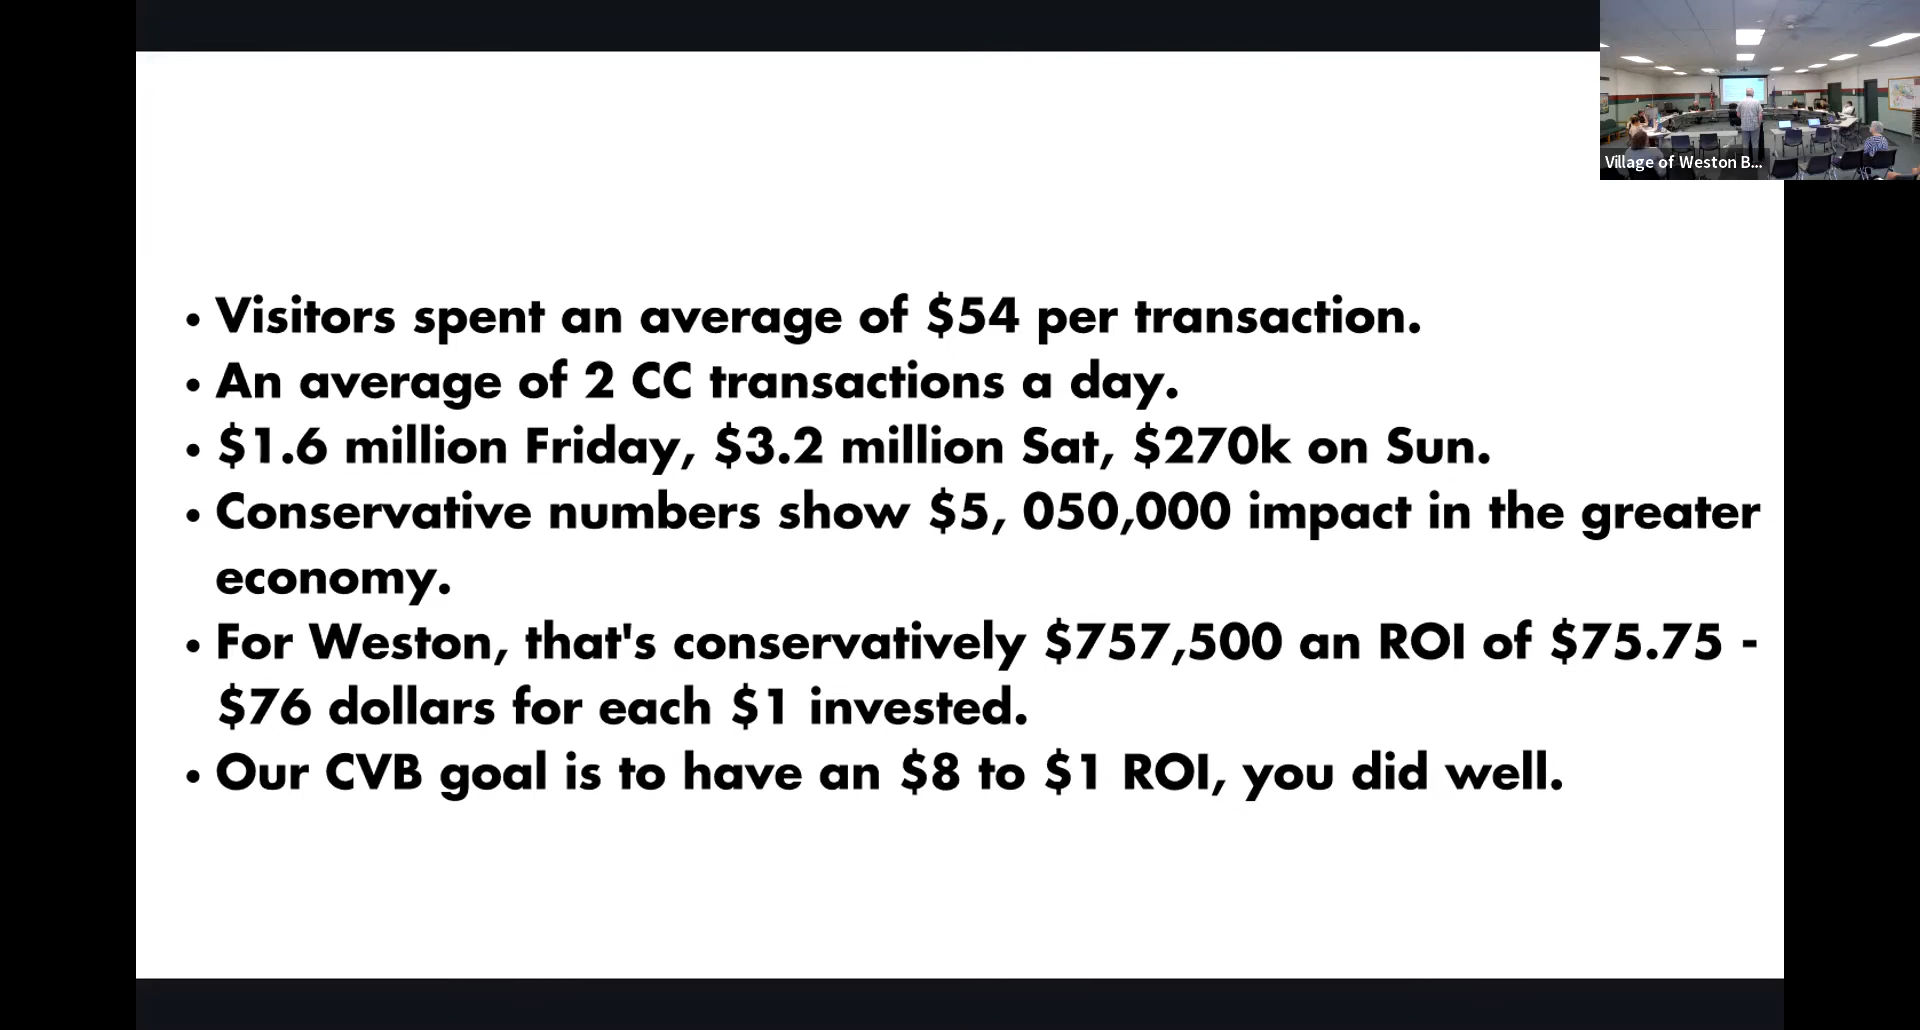 Village of Weston B...
• Visitors spent an average of $54 per transaction.
• An average of 2 CC transactions a day.
• $1.6 million Friday, $3.2 million Sat, $270k on Sun.
• Conservative numbers show $5, 050,000 impact in the greater
economy.
• For Weston, that's conservatively $757,500 an ROI of $75.75 -
$76 dollars for each $1 invested.
• Our CVB goal is to have an $8 to $1 ROI, you did well.